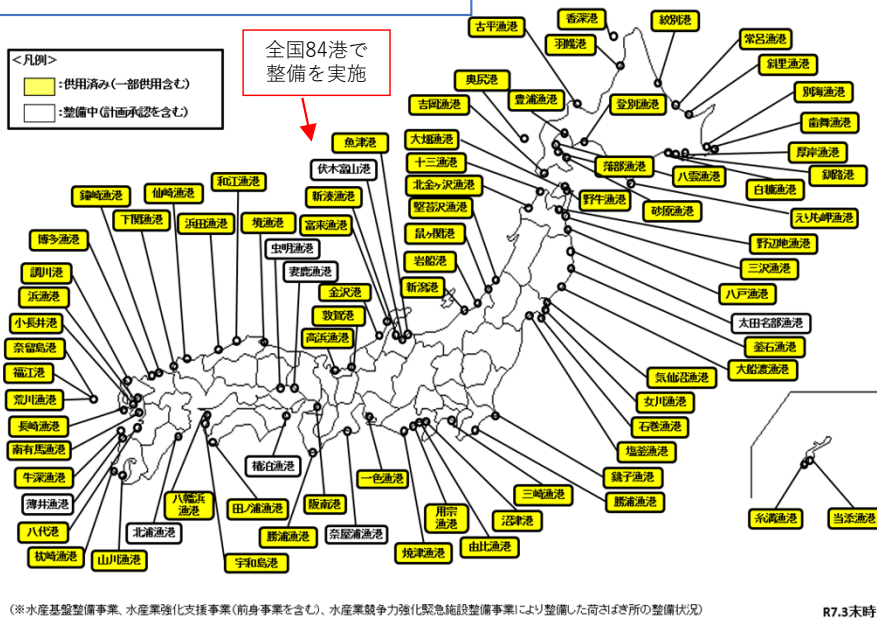 <凡例>
:供用済み(一部供用含む)
:整備中(計画承認を含む)
全国84港で
整備を実施
古平漁港
香深港
羽幌港
紋別港
常呂漁港
斜里漁港
別海漁港
歯舞漁港
厚岸漁港
釧路港
白糠漁港
えりも岬漁港
奥尻港
豊浦漁港
登別漁港
吉岡漁港
落部漁港
八雲漁港
砂原漁港
野牛漁港
大畑漁港
十三漁港
北金ヶ沢漁港
堅苔沢漁港
鼠ヶ関港
岩船港
新潟港
野辺地漁港
三沢漁港
八戸漁港
太田名部漁港
釜石漁港
大船渡漁港
気仙沼漁港
女川漁港
石巻漁港
塩釜漁港
銚子漁港
勝浦漁港
三崎漁港
沼津港
由比漁港
用宗
漁港
焼津漁港
一色漁港
魚津港
伏木富山港
新湊漁港
富来漁港
金沢港
敦賀港
高浜漁港
妻鹿漁港
虫明漁港
境漁港
和江漁港
浜田漁港
仙崎漁港
下関漁港
鐘崎漁港
博多漁港
調川港
浜漁港
小長井港
奈留島港
福江港
荒川漁港
長崎漁港
南有馬漁港
牛深漁港
薄井漁港
八代港
枕崎漁港
山川漁港
北浦漁港
八幡浜
漁港
宇和島港
田ノ浦漁港
椿泊漁港
勝浦漁港
阪南港
奈屋浦漁港
糸満漁港
当添漁港
(※水産基盤整備事業、水産業強化支援事業(前身事業を含む)、水産業競争力強化緊急施設整備事業により整備した荷さばき所の整備状況)
R7.3末時